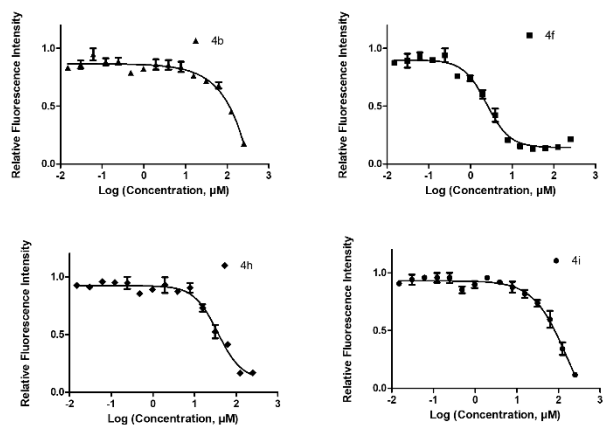 4b
Relative Fluorescence Intensity
1.0
0.5
0.0
-2 -1 0 1 2 3
Log (Concentration, µM)
4f
Relative Fluorescence Intensity
1.0
0.5
0.0
-2 -1 0 1 2 3
Log (Concentration, µM)
4h
Relative Fluorescence Intensity
1.0
0.5
0.0
-2 -1 0 1 2 3
Log (Concentration, µM)
4i
Relative Fluorescence Intensity
1.0
0.5
0.0
-2 -1 0 1 2 3
Log (Concentration, µM)